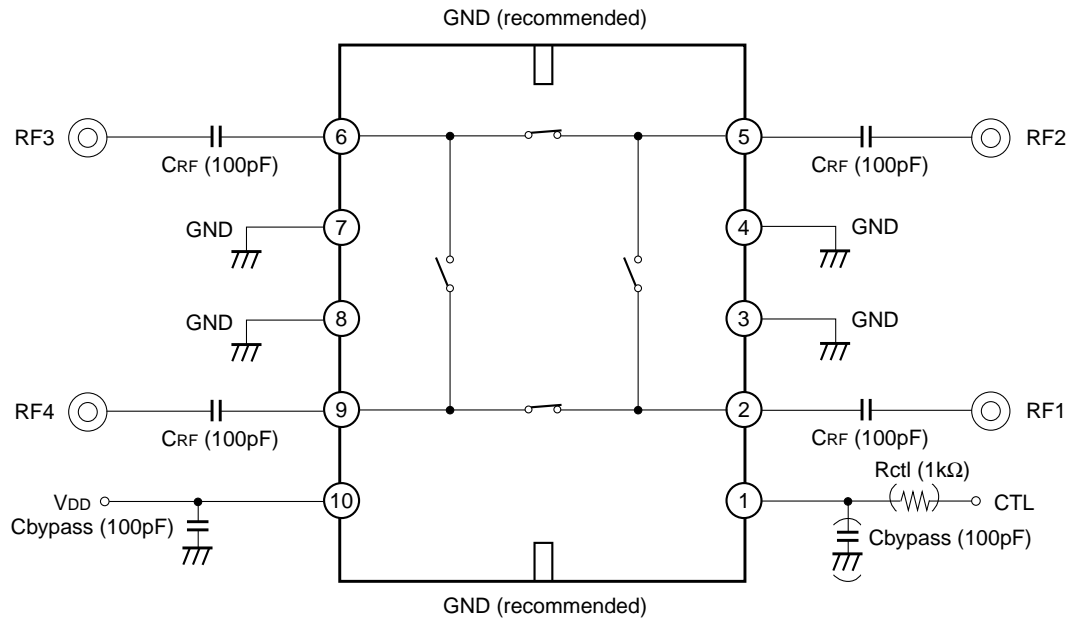 GND (recommended)
RF3
6
5
RF2
CRF (100pF)
CRF (100pF)
GND
7
4
GND
GND
8
3
GND
RF4
9
2
RF1
CRF (100pF)
CRF (100pF)
Rctl (1kΩ)
VDD
10
1
CTL
Cbypass (100pF)
Cbypass (100pF)
GND (recommended)